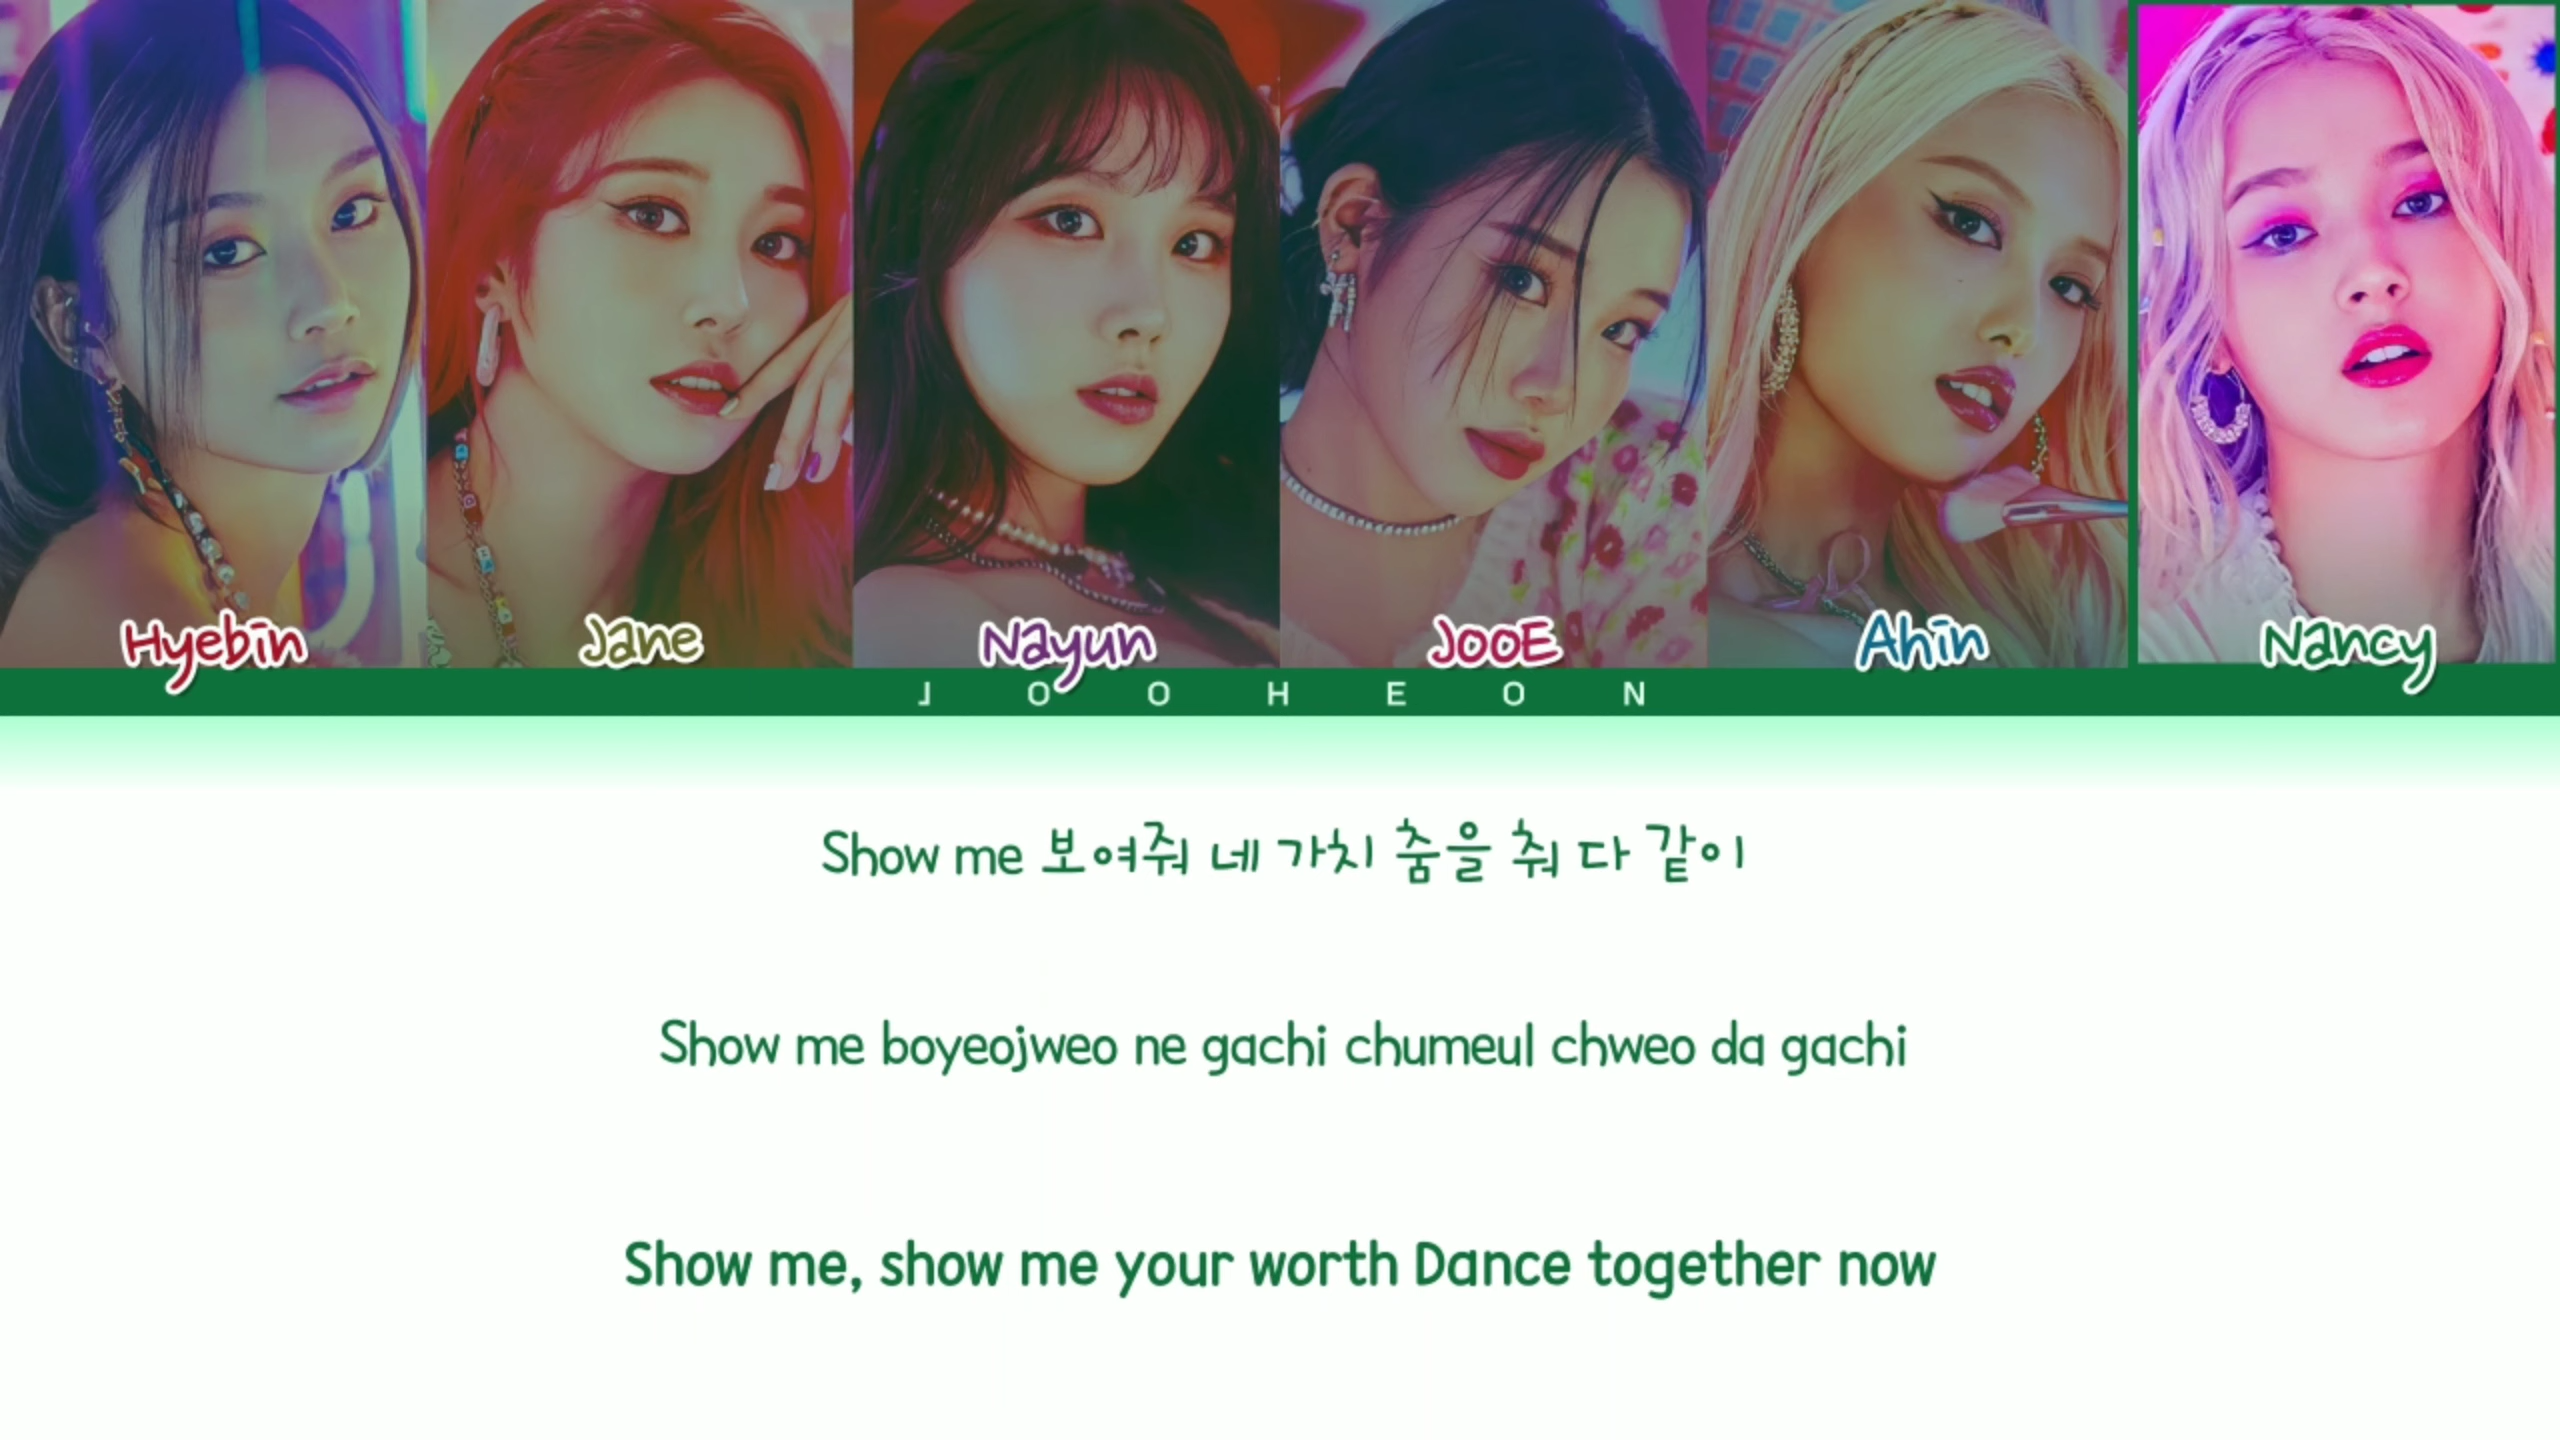 Hyebin
Jane
Nayun
JooE
Ahin
Nancy
JOOHEON
Show me 보여줘 네 가치 춤을 춰 다 같이
Show me boyeojweo ne gachi chumeul chweo da gachi
Show me, show me your worth Dance together now